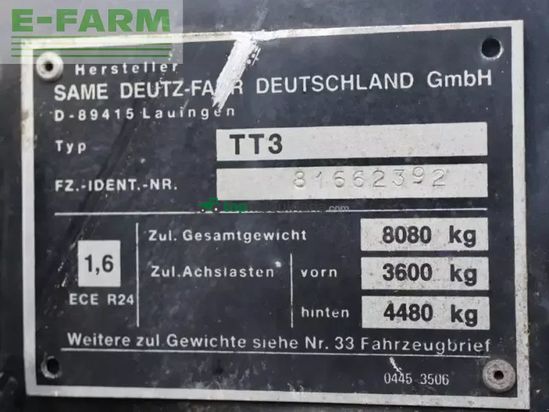 E-FARM
Hersteller
SAME DEUTZ-FAHR DEUTSCHLAND GmbH
D-89415 Lauingen
Typ TT3
FZ.-IDENT.-NR. 81662392
Zul. Gesamtgewicht 8080 kg
1,6 Zul. Achslasten vorn 3600 kg
ECE R24 hinten 4480 kg
Weitere zul Gewichte siehe Nr. 33 Fahrzeugbrief
0445 3506